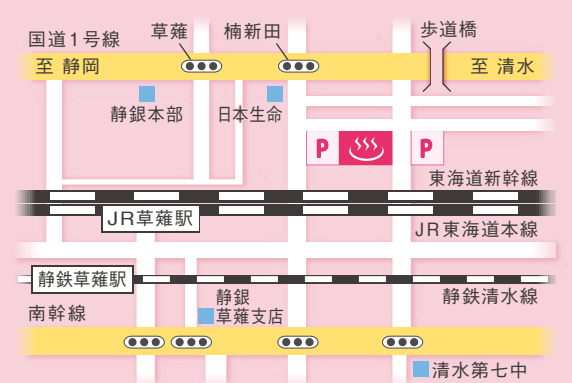 国道1号線
草薙
楠新田
歩道橋
至 静岡
至 清水
静銀本部
日本生命
P
P
東海道新幹線
JR草薙駅
JR東海道本線
静鉄草薙駅
静鉄清水線
南幹線
静銀
草薙支店
清水第七中